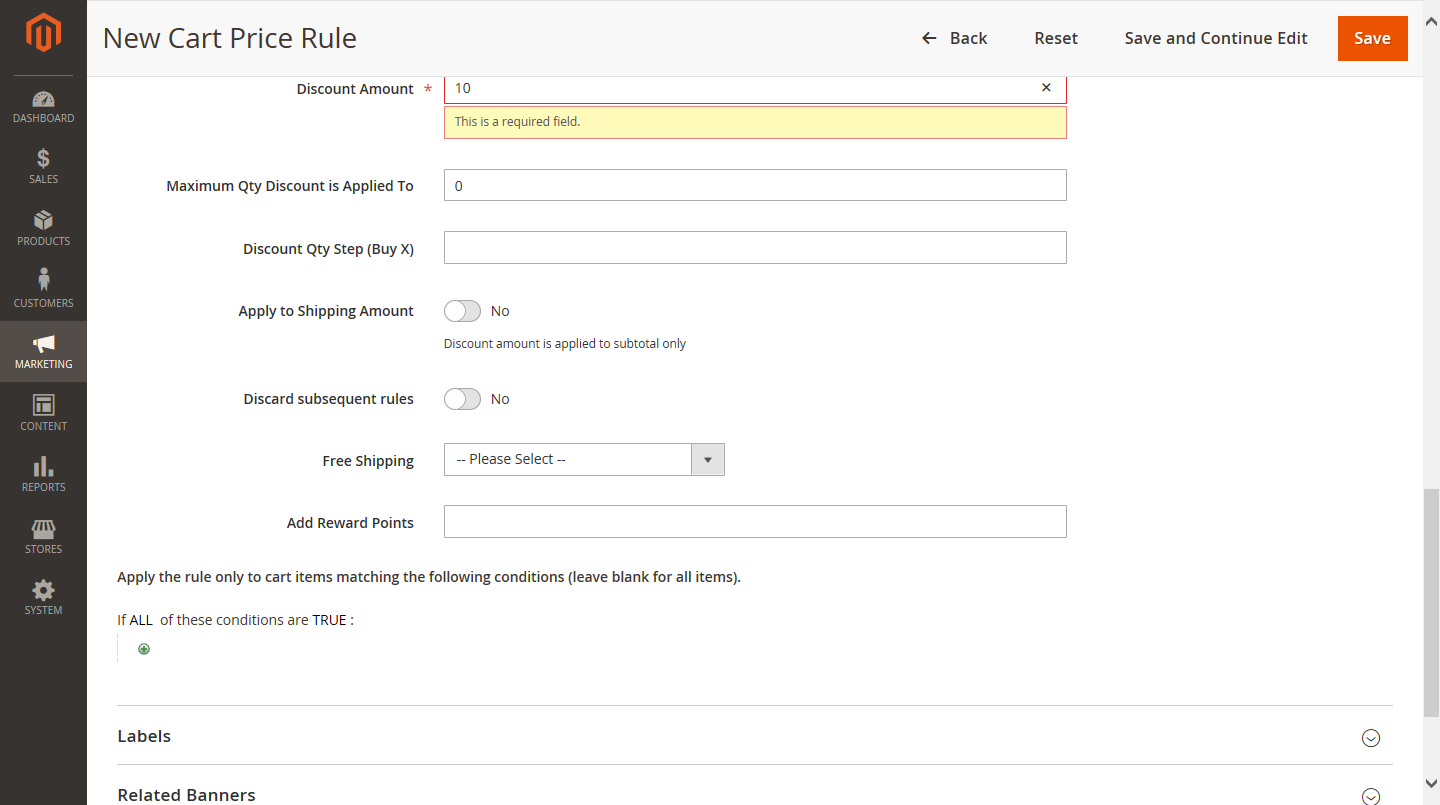 New Cart Price Rule
Back
Reset
Save and Continue Edit
Save
DASHBOARD
SALES
PRODUCTS
CUSTOMERS
MARKETING
CONTENT
REPORTS
STORES
SYSTEM
Discount Amount *
10
This is a required field.
Maximum Qty Discount is Applied To
0
Discount Qty Step (Buy X)
Apply to Shipping Amount
No
Discount amount is applied to subtotal only
Discard subsequent rules
No
Free Shipping
-- Please Select --
Add Reward Points
Apply the rule only to cart items matching the following conditions (leave blank for all items).
If ALL of these conditions are TRUE :
Labels
Related Banners